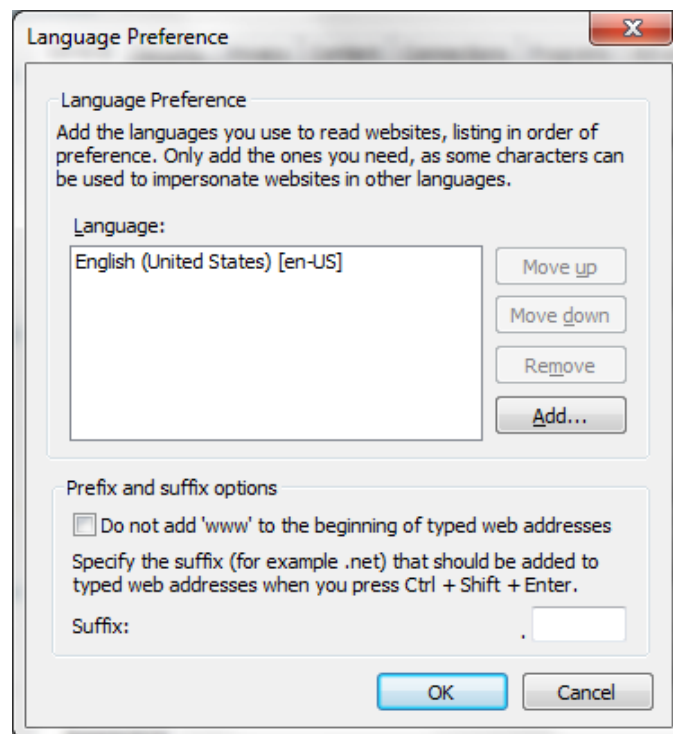 Language Preference
Language Preference
Add the languages you use to read websites, listing in order of
preference. Only add the ones you need, as some characters can
be used to impersonate websites in other languages.
Language:
English (United States) [en-US]
Move up
Move down
Remove
Add...
Prefix and suffix options
Do not add 'www' to the beginning of typed web addresses
Specify the suffix (for example .net) that should be added to
typed web addresses when you press Ctrl + Shift + Enter.
Suffix: .
OK Cancel